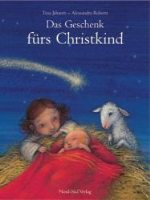 Das Geschenk
fürs Christkind
Nord-Süd Verlag